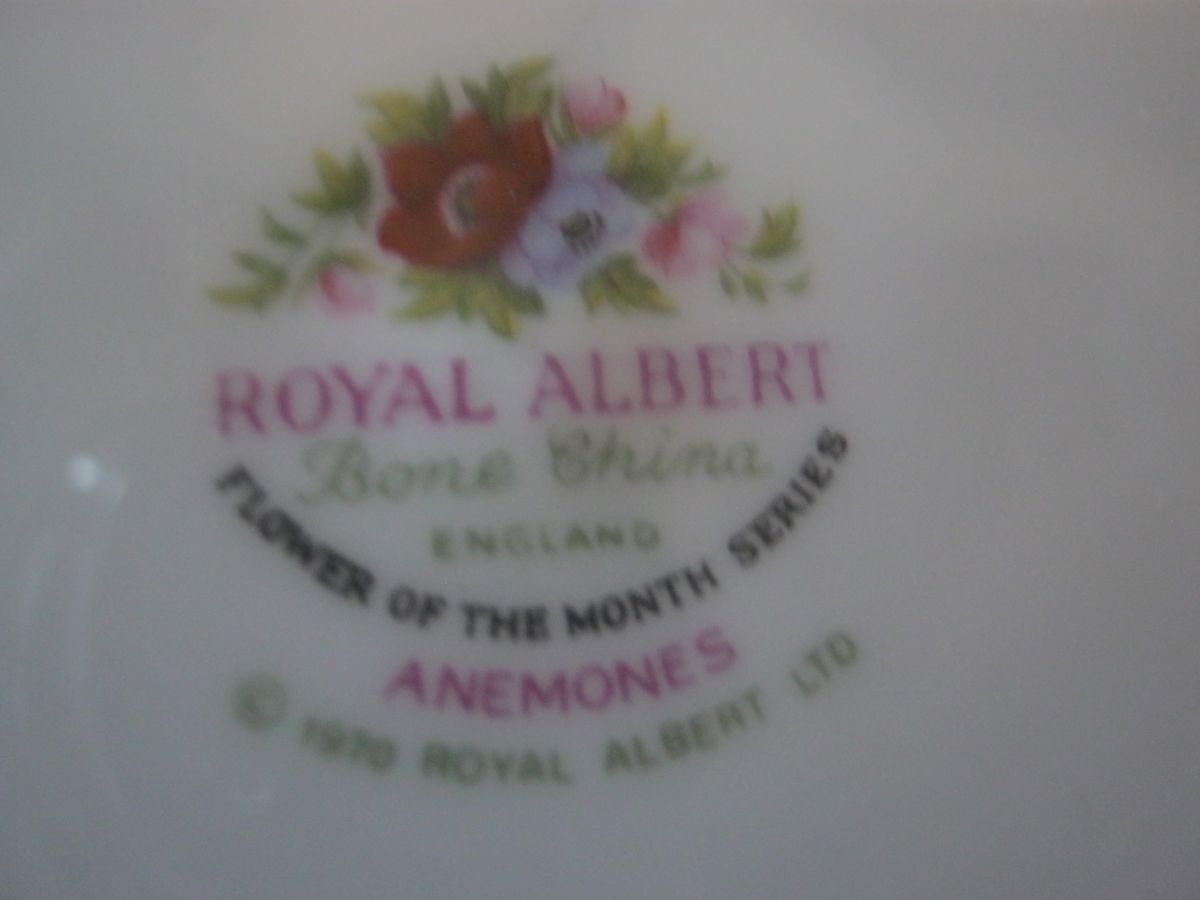 ROYAL ALBERT
Bone China
ENGLAND
FLOWER OF THE MONTH SERIES
ANEMONES
© 1970 ROYAL ALBERT LTD